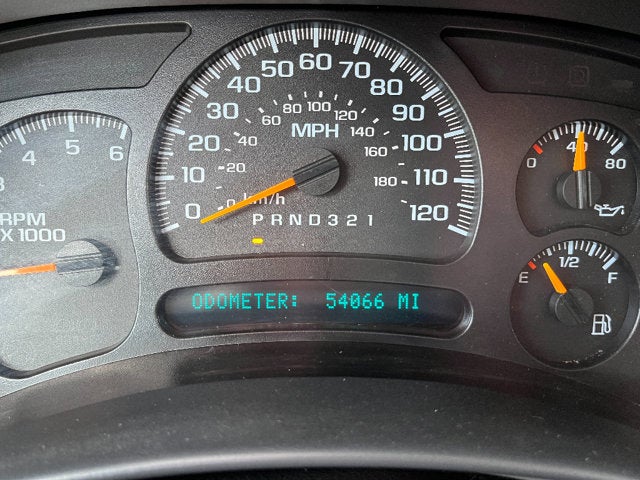 0 10 20 30 40 50 60 70 80 90 100 110 120
0 20 40 60 80 100 120 140 160 180
MPH
km/h
P R N D 3 2 1
3 4 5 6
RPM
X 1000
0 40 80
E 1/2 F
ODOMETER: 54066 MI